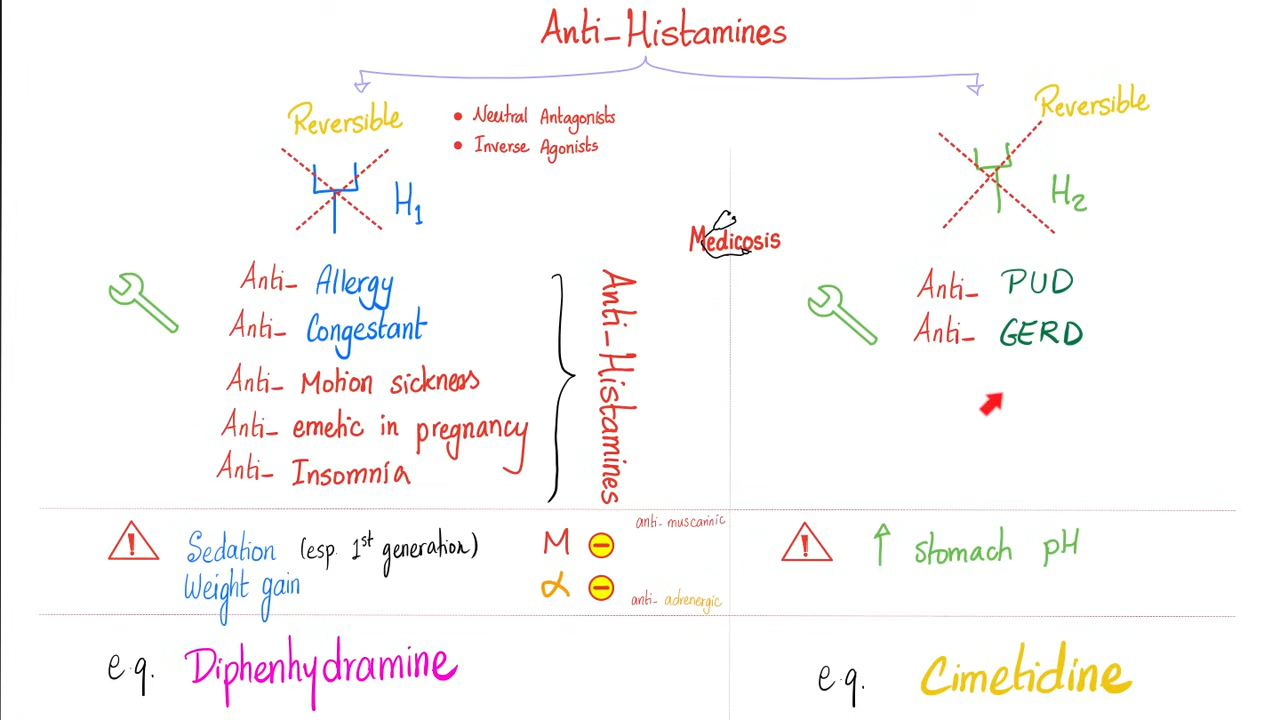 Anti-Histamines
Reversible
• Neutral Antagonists
• Inverse Agonists
H1
Anti- Allergy
Anti- Congestant
Anti- Motion sickness
Anti- emetic in pregnancy
Anti- Insomnia
Anti-Histamines
Medicosis
Reversible
H2
Anti- PUD
Anti- GERD
! Sedation (esp. 1st generation)
Weight gain
M − anti-muscarinic
α − anti-adrenergic
! ↑ stomach pH
e.g. Diphenhydramine
e.g. Cimetidine